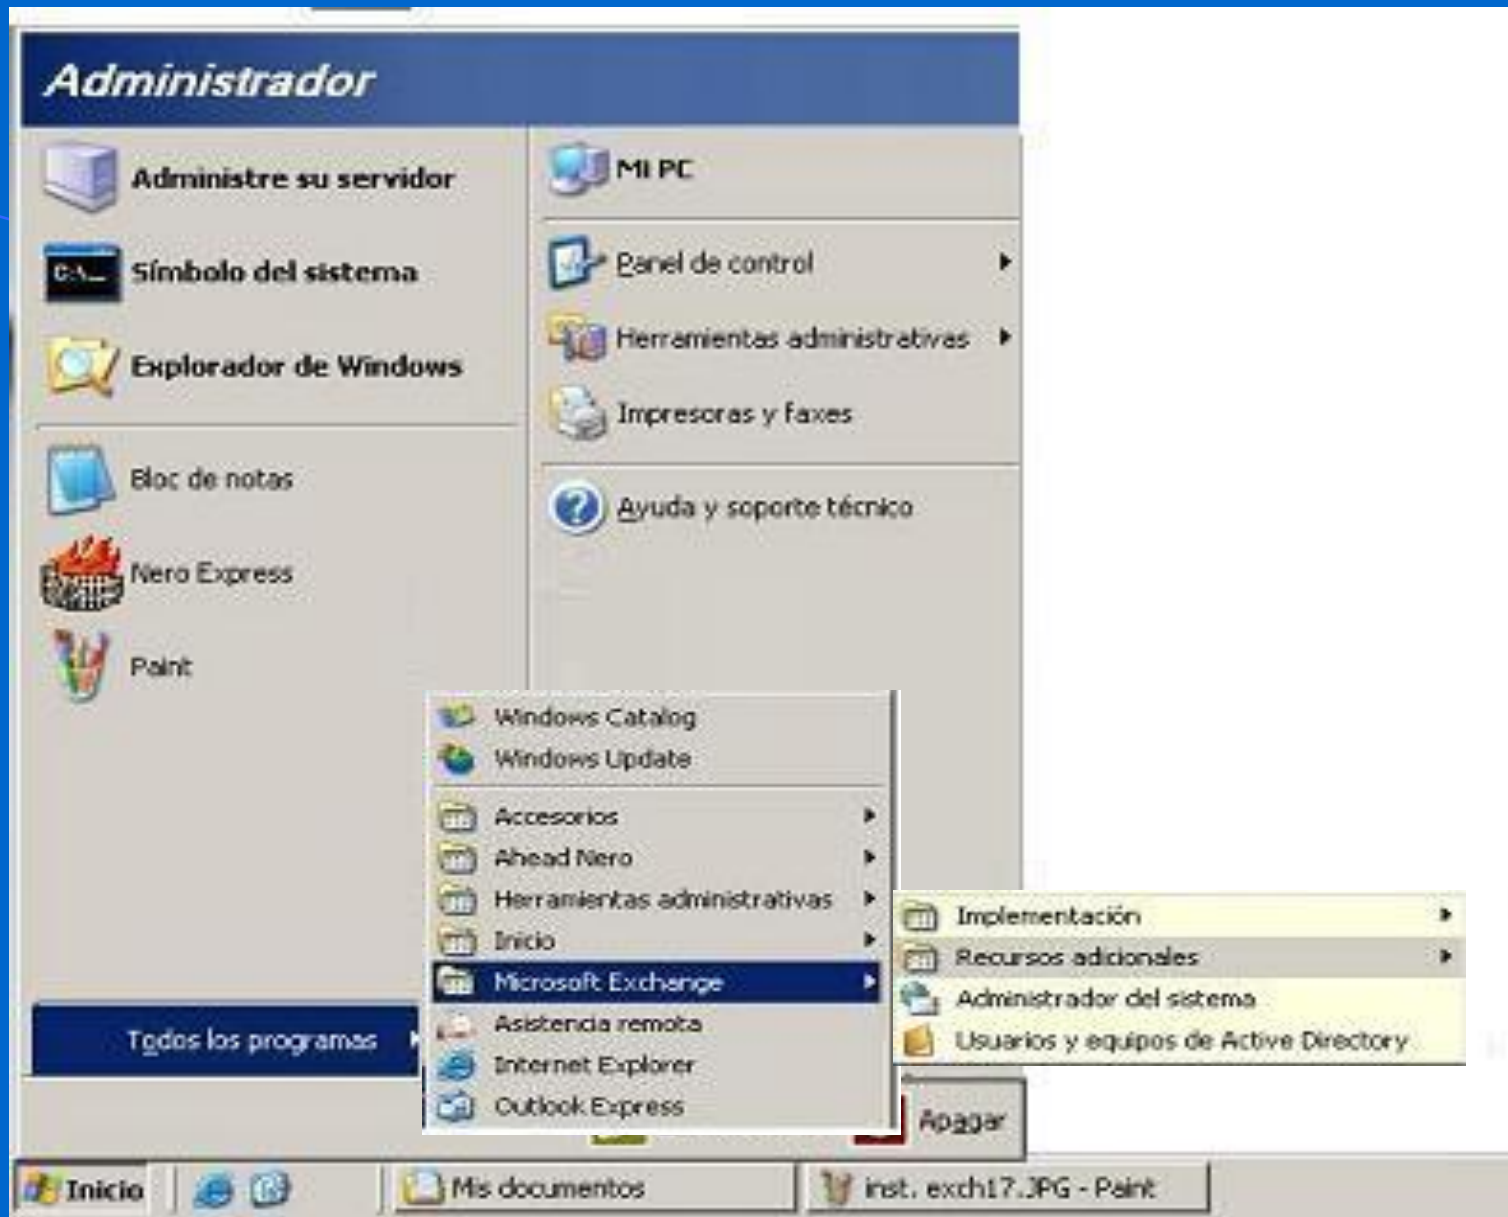 Administrador
Administre su servidor
Símbolo del sistema
Explorador de Windows
Bloc de notas
Nero Express
Paint
Mi PC
Panel de control
Herramientas administrativas
Impresoras y faxes
Ayuda y soporte técnico
Todos los programas
Windows Catalog
Windows Update
Accesorios
Ahead Nero
Herramientas administrativas
Inicio
Microsoft Exchange
Asistencia remota
Internet Explorer
Outlook Express
Implementación
Recursos adicionales
Administrador del sistema
Usuarios y equipos de Active Directory
Apagar
Inicio
Mis documentos
inst. exch17.JPG - Paint